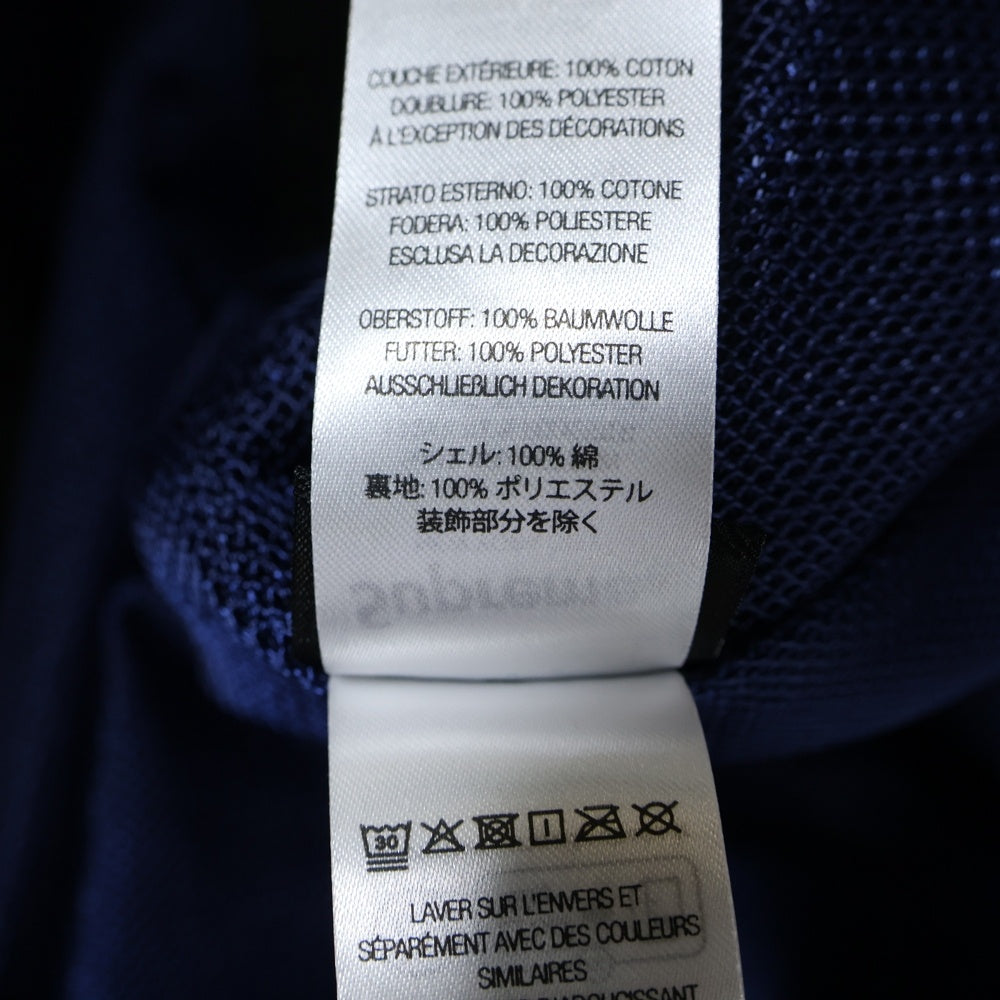 COUCHE EXTÉRIEURE: 100% COTON
DOUBLURE: 100% POLYESTER
À L'EXCEPTION DES DÉCORATIONS
STRATO ESTERNO: 100% COTONE
FODERA: 100% POLIESTERE
ESCLUSA LA DECORAZIONE
OBERSTOFF: 100% BAUMWOLLE
FUTTER: 100% POLYESTER
AUSSCHLIEßLICH DEKORATION
シェル: 100% 綿
裏地: 100% ポリエステル
装飾部分を除く
30
LAVER SUR L'ENVERS ET
SÉPARÉMENT AVEC DES COULEURS
SIMILAIRES
D'ADOUCISSANT